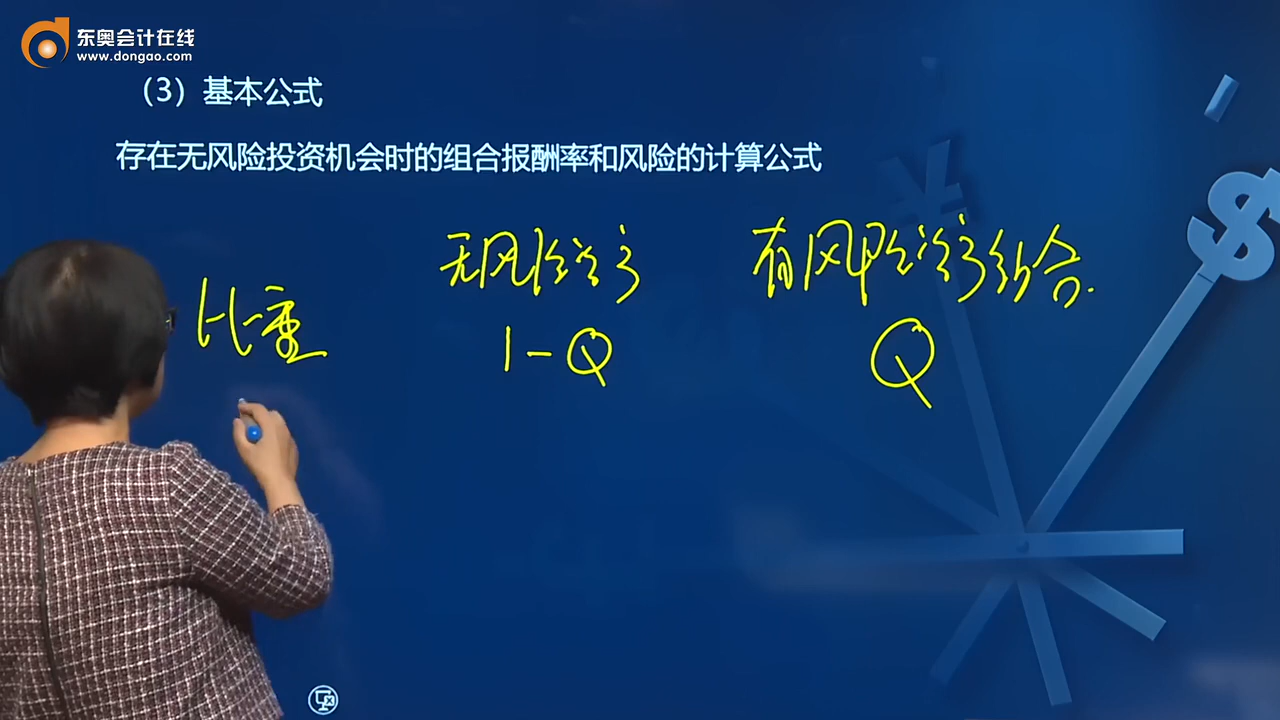 东奥会计在线
www.dongao.com
（3）基本公式
存在无风险投资机会时的组合报酬率和风险的计算公式
无风险资产 有风险资产组合.
比重 1-Q Q
¥
$